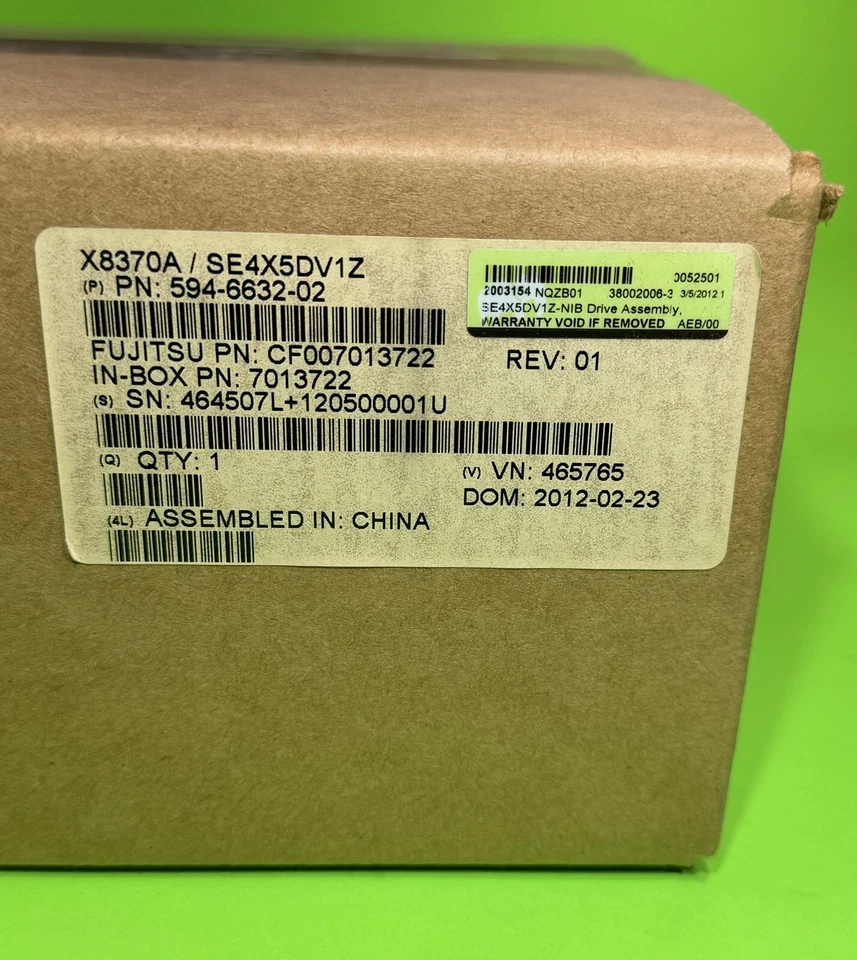 X8370A / SE4X5DV1Z
(P) PN: 594-6632-02
FUJITSU PN: CF007013722
IN-BOX PN: 7013722
REV: 01
(S) SN: 464507L+120500001U
(Q) QTY: 1
(V) VN: 465765
DOM: 2012-02-23
(4L) ASSEMBLED IN: CHINA
0052501
2003154 NQZB01 38002006-3 3/5/2012 1
SE4X5DV1Z-NIB Drive Assembly,
WARRANTY VOID IF REMOVED AEB/00